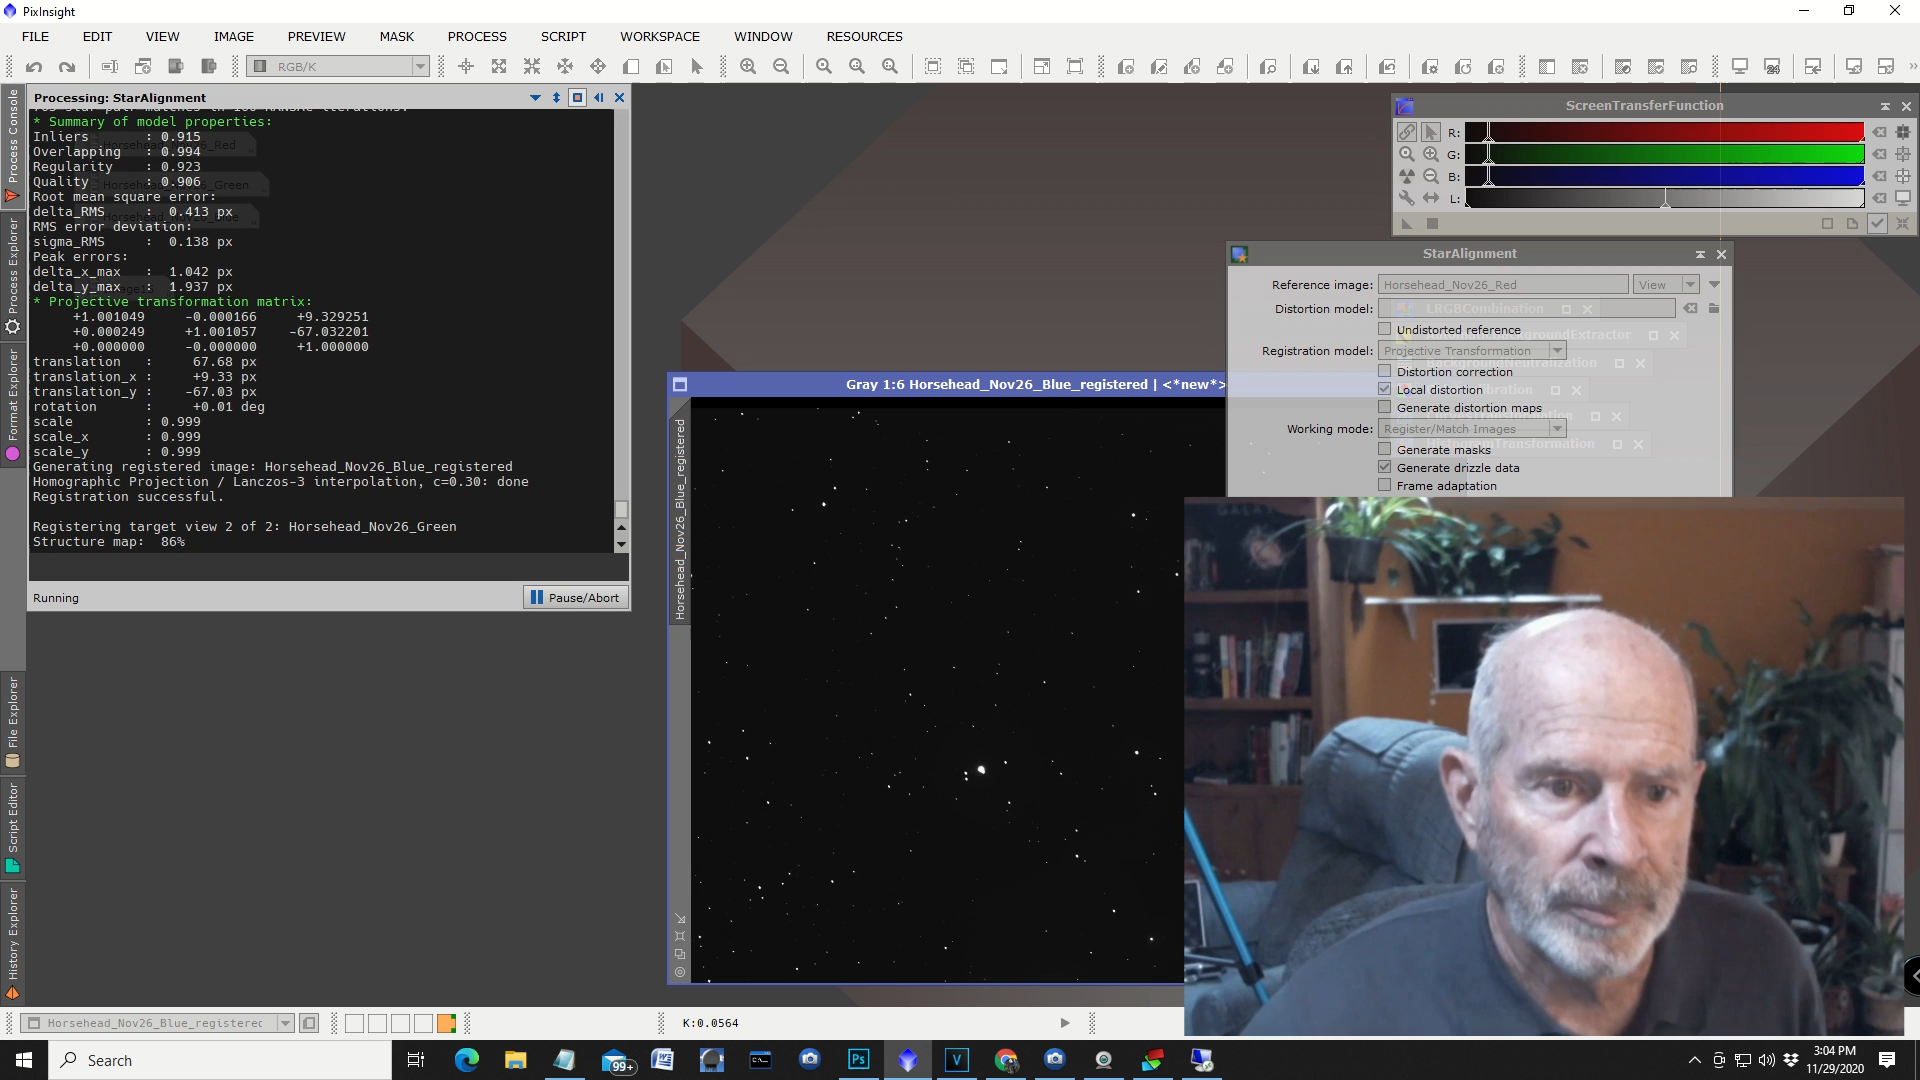 PixInsight
FILE EDIT VIEW IMAGE PREVIEW MASK PROCESS SCRIPT WORKSPACE WINDOW RESOURCES
RGB/K
Processing: StarAlignment
* Summary of model properties:
Inliers : 0.915
Overlapping : 0.994
Regularity : 0.923
Quality : 0.906
Root mean square error:
delta_RMS : 0.413 px
RMS error deviation:
sigma_RMS : 0.138 px
Peak errors:
delta_x_max : 1.042 px
delta_y_max : 1.937 px
* Projective transformation matrix:
+1.001049 -0.000166 +9.329251
+0.000249 +1.001057 -67.032201
+0.000000 -0.000000 +1.000000
translation : 67.68 px
translation_x : +9.33 px
translation_y : -67.03 px
rotation : +0.01 deg
scale : 0.999
scale_x : 0.999
scale_y : 0.999
Generating registered image: Horsehead_Nov26_Blue_registered
Homographic Projection / Lanczos-3 interpolation, c=0.30: done
Registration successful.
Registering target view 2 of 2: Horsehead_Nov26_Green
Structure map: 86%
Running
Pause/Abort
Process Console
Process Explorer
Format Explorer
File Explorer
Script Editor
History Explorer
Gray 1:6 Horsehead_Nov26_Blue_registered | <*new*>
Horsehead_Nov26_Blue_registered
ScreenTransferFunction
R:
G:
B:
L:
StarAlignment
Reference image: Horsehead_Nov26_Red View
Distortion model:
LRGBCombination
Undistorted reference
Registration model: Projective Transformation
Distortion correction
Local distortion
Generate distortion maps
Working mode: Register/Match Images
HistogramTransformation
Generate masks
Generate drizzle data
Frame adaptation
Horsehead_Nov26_Blue_registered
K:0.0564
Search
99+
Ps
V
3:04 PM
11/29/2020